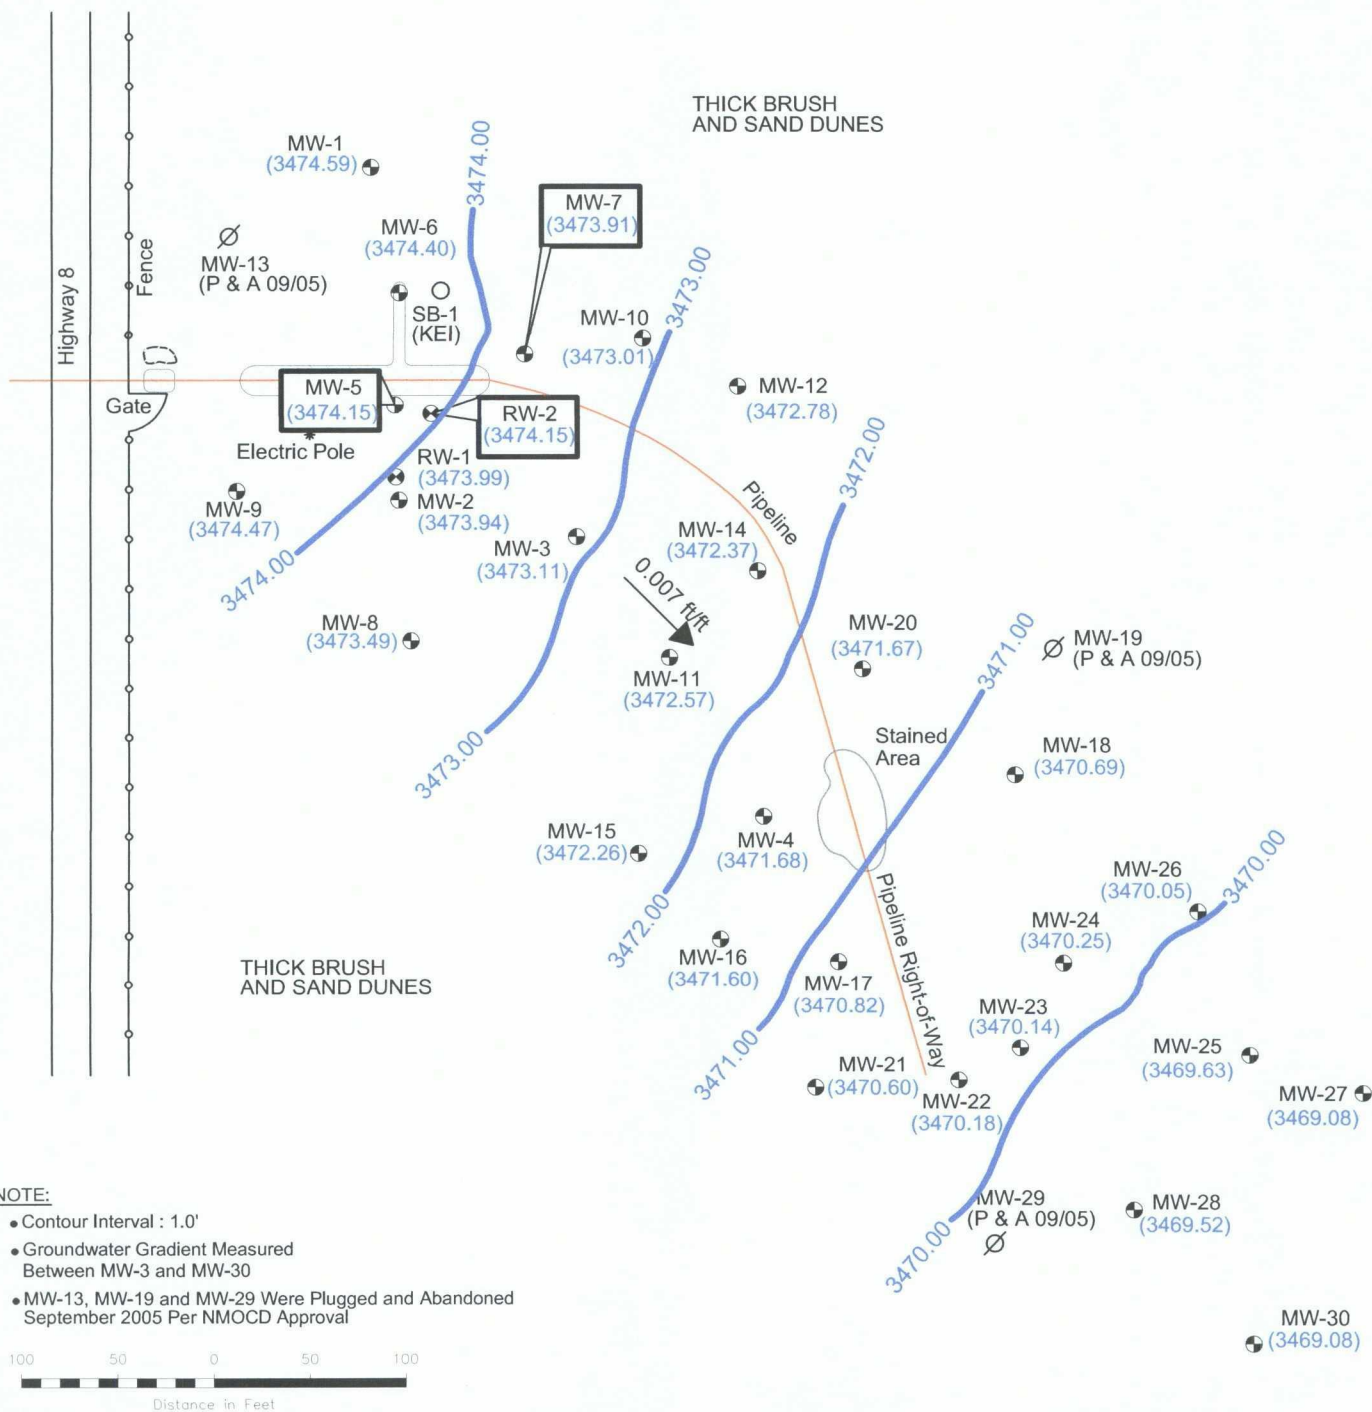 THICK BRUSH
AND SAND DUNES
Highway 8
Fence
MW-1
(3474.59)
3474.00
MW-7
(3473.91)
MW-6
(3474.40)
MW-13
(P & A 09/05)
SB-1
(KEI)
3473.00
MW-10
(3473.01)
MW-12
(3472.78)
Gate
MW-5
(3474.15)
RW-2
(3474.15)
Electric Pole
RW-1
(3473.99)
MW-2
(3473.94)
MW-9
(3474.47)
3474.00
3472.00
Pipeline
MW-14
(3472.37)
MW-3
(3473.11)
0.007 ft/ft
MW-8
(3473.49)
MW-11
(3472.57)
MW-20
(3471.67)
3471.00
MW-19
(P & A 09/05)
3473.00
Stained
Area
MW-18
(3470.69)
MW-15
(3472.26)
MW-4
(3471.68)
3472.00
MW-26
(3470.05)
3470.00
MW-24
(3470.25)
Pipeline Right-of-Way
MW-16
(3471.60)
MW-17
(3470.82)
THICK BRUSH
AND SAND DUNES
MW-23
(3470.14)
MW-25
(3469.63)
3471.00
MW-21
(3470.60)
MW-22
(3470.18)
MW-27
(3469.08)
MW-29
(P & A 09/05)
3470.00
MW-28
(3469.52)
MW-30
(3469.08)
NOTE:
• Contour Interval : 1.0'
• Groundwater Gradient Measured
Between MW-3 and MW-30
• MW-13, MW-19 and MW-29 Were Plugged and Abandoned
September 2005 Per NMOCD Approval
100 50 0 50 100
Distance in Feet